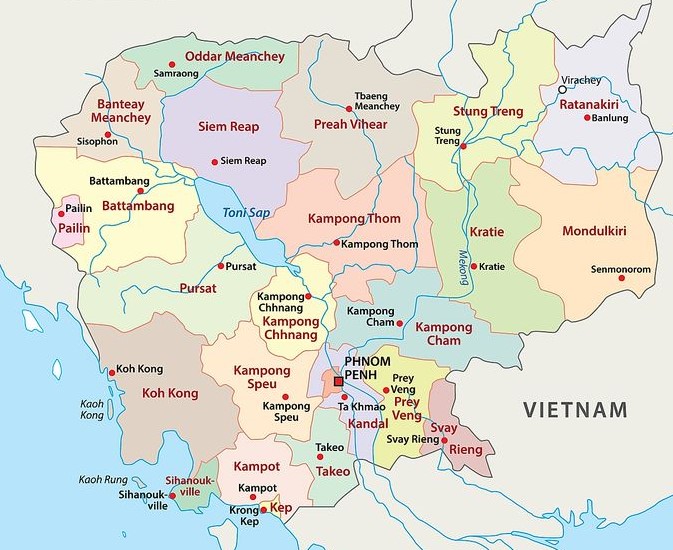 Oddar Meanchey
Samraong
Banteay
Meanchey
Sisophon
Siem Reap
Siem Reap
Tbaeng
Meanchey
Preah Vihear
Stung Treng
Stung
Treng
Virachey
Ratanakiri
Banlung
Battambang
Battambang
Pailin
Pailin
Toni Sap
Kampong Thom
Kampong Thom
Kratie
Kratie
Mekong
Mondulkiri
Senmonorom
Pursat
Pursat
Kampong
Chhnang
Kampong
Chhnang
Kampong
Cham
Kampong
Cham
Koh Kong
Koh Kong
Kaoh
Kong
Kampong
Speu
Kampong
Speu
PHNOM
PENH
Ta Khmao
Kandal
Prey
Veng
Prey
Veng
Svay Rieng
Svay
Rieng
VIETNAM
Takeo
Takeo
Kaoh Rung
Sihanouk-
ville
Sihanouk-
ville
Kampot
Kampot
Krong
Kep
Kep